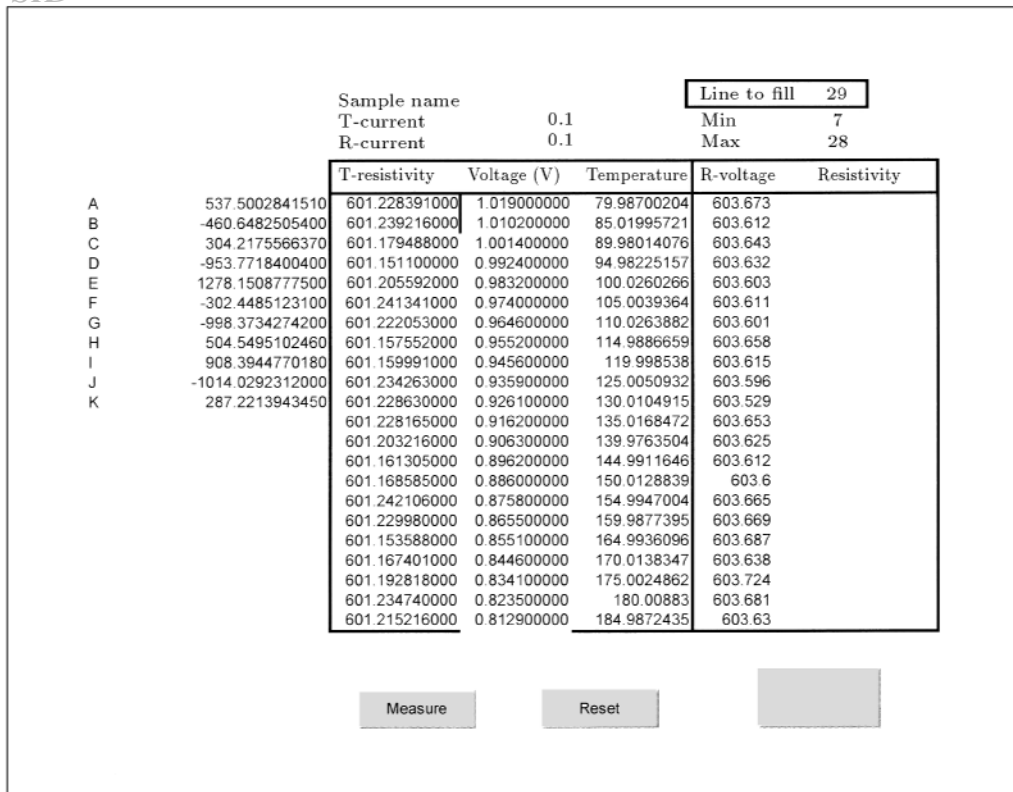 Sample name Line to fill 29
T-current 0.1 Min 7
R-current 0.1 Max 28
T-resistivity Voltage (V) Temperature R-voltage Resistivity
A 537.5002841510 601.228391000 1.019000000 79.98700204 603.673
B -460.6482505400 601.239216000 1.010200000 85.01995721 603.612
C 304.2175566370 601.179488000 1.001400000 89.98014076 603.643
D -953.7718400400 601.151100000 0.992400000 94.98225157 603.632
E 1278.1508777500 601.205592000 0.983200000 100.0260266 603.603
F -302.4485123100 601.241341000 0.974000000 105.0039364 603.611
G -998.3734274200 601.222053000 0.964600000 110.0263882 603.601
H 504.5495102460 601.157552000 0.955200000 114.9886659 603.658
I 908.3944770180 601.159991000 0.945600000 119.998538 603.615
J -1014.0292312000 601.234263000 0.935900000 125.0050932 603.596
K 287.2213943450 601.228630000 0.926100000 130.0104915 603.529
601.228165000 0.916200000 135.0168472 603.653
601.203216000 0.906300000 139.9763504 603.625
601.161305000 0.896200000 144.9911646 603.612
601.168585000 0.886000000 150.0128839 603.6
601.242106000 0.875800000 154.9947004 603.665
601.229980000 0.865500000 159.9877395 603.669
601.153588000 0.855100000 164.9936096 603.687
601.167401000 0.844600000 170.0138347 603.638
601.192818000 0.834100000 175.0024862 603.724
601.234740000 0.823500000 180.00883 603.681
601.215216000 0.812900000 184.9872435 603.63
Measure Reset